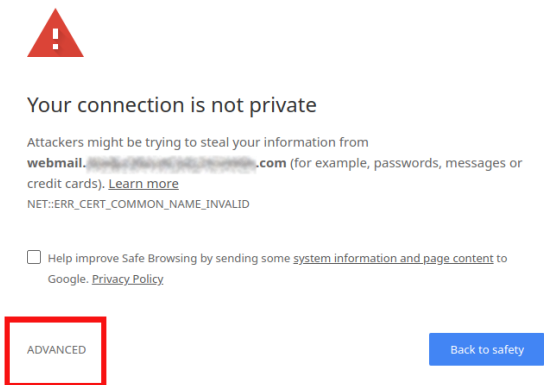 Your connection is not private
Attackers might be trying to steal your information from
webmail. .com (for example, passwords, messages or
credit cards). Learn more
NET::ERR_CERT_COMMON_NAME_INVALID
Help improve Safe Browsing by sending some system information and page content to
Google. Privacy Policy
ADVANCED
Back to safety